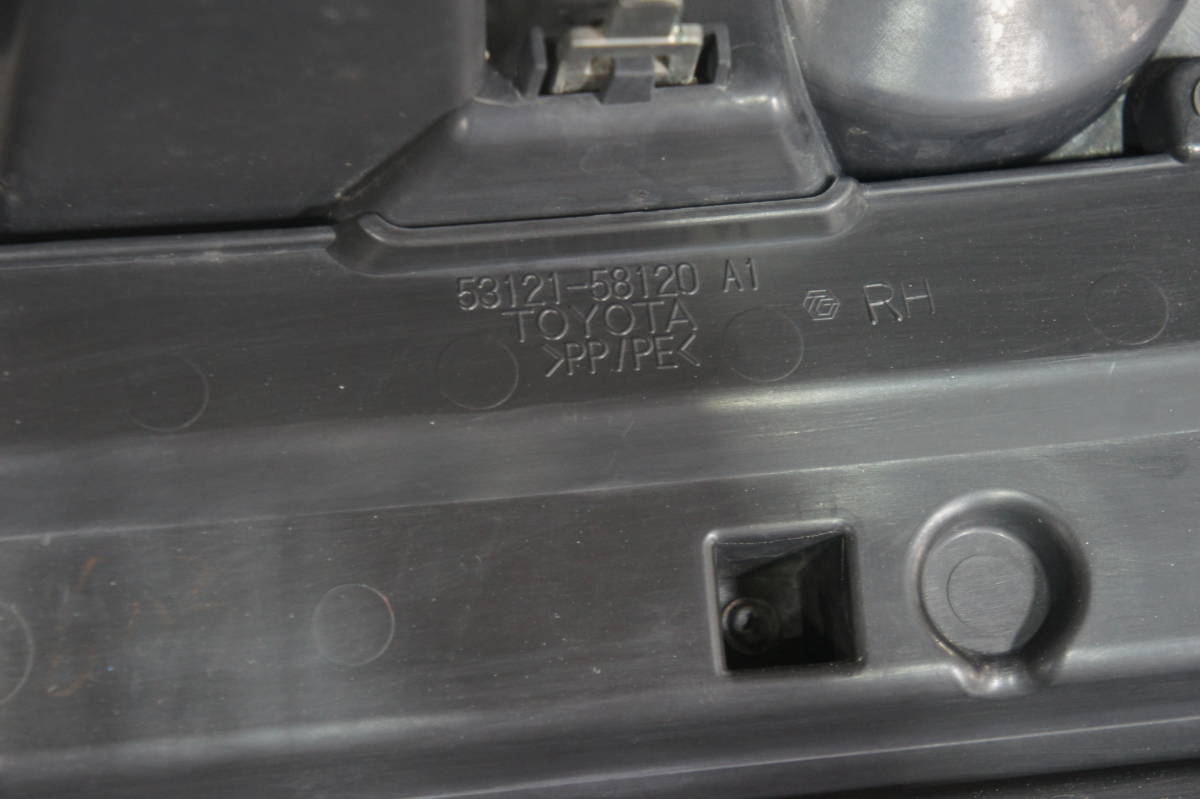 53121-58120 A1
TOYOTA
>PP/PE<
RH